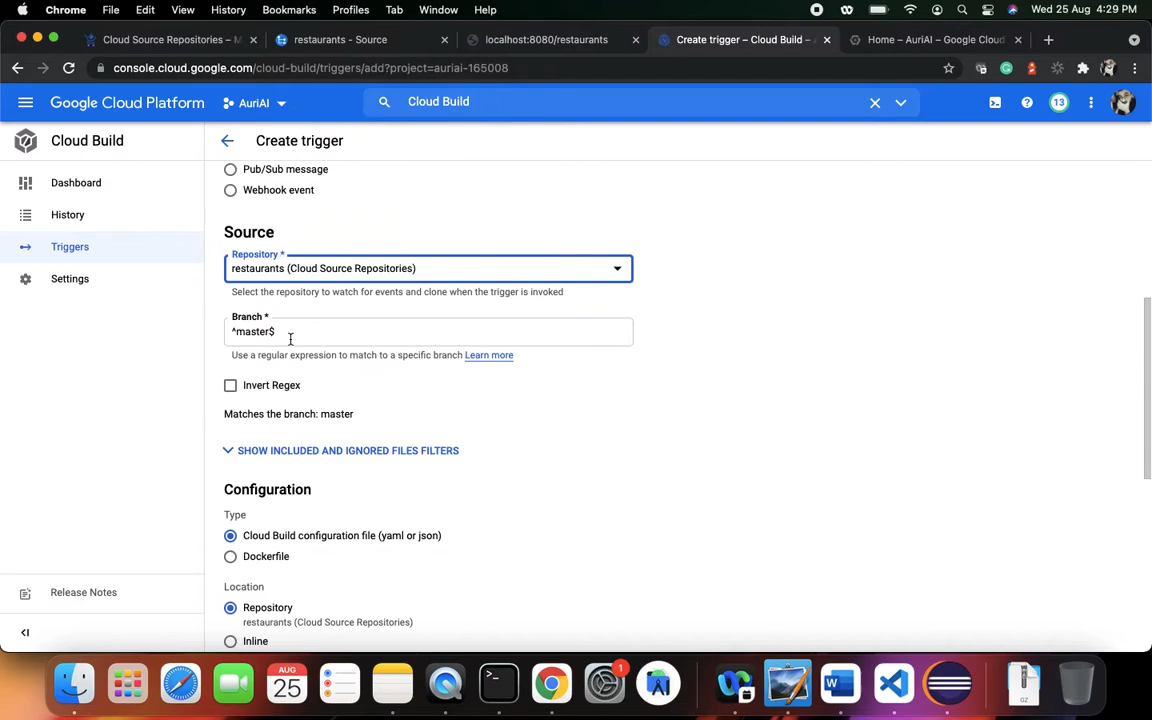 Chrome File Edit View History Bookmarks Profiles Tab Window Help Wed 25 Aug 4:29 PM
Cloud Source Repositories – M restaurants - Source localhost:8080/restaurants Create trigger – Cloud Build – Home – AuriAI – Google Cloud
console.cloud.google.com/cloud-build/triggers/add?project=auriai-165008
Google Cloud Platform AuriAI Cloud Build 13
Cloud Build
Create trigger
Dashboard
History
Triggers
Settings
Release Notes
Pub/Sub message
Webhook event
Source
Repository *
restaurants (Cloud Source Repositories)
Select the repository to watch for events and clone when the trigger is invoked
Branch *
^master$
Use a regular expression to match to a specific branch Learn more
Invert Regex
Matches the branch: master
SHOW INCLUDED AND IGNORED FILES FILTERS
Configuration
Type
Cloud Build configuration file (yaml or json)
Dockerfile
Location
Repository
restaurants (Cloud Source Repositories)
Inline
AUG
25
1
GZ